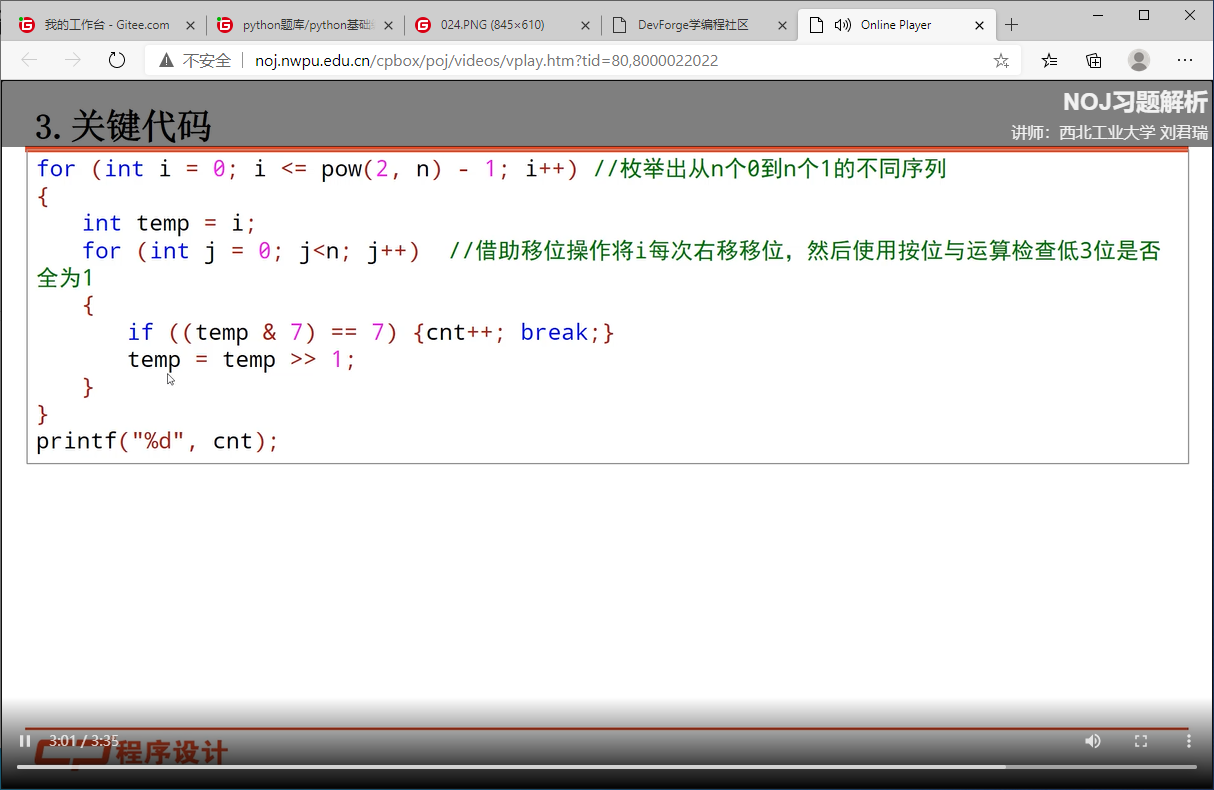 我的工作台 - Gitee.com
python题库/python基础
024.PNG (845×610)
DevForge学编程社区
Online Player
不安全
noj.nwpu.edu.cn/cpbox/poj/videos/vplay.htm?tid=80,8000022022
NOJ习题解析
3.关键代码
讲师：西北工业大学 刘君瑞
for (int i = 0; i <= pow(2, n) - 1; i++) //枚举出从n个0到n个1的不同序列
{
int temp = i;
for (int j = 0; j<n; j++) //借助移位操作将i每次右移移位，然后使用按位与运算检查低3位是否
全为1
{
if ((temp & 7) == 7) {cnt++; break;}
temp = temp >> 1;
}
}
printf("%d", cnt);
3:01 / 3:35
程序设计